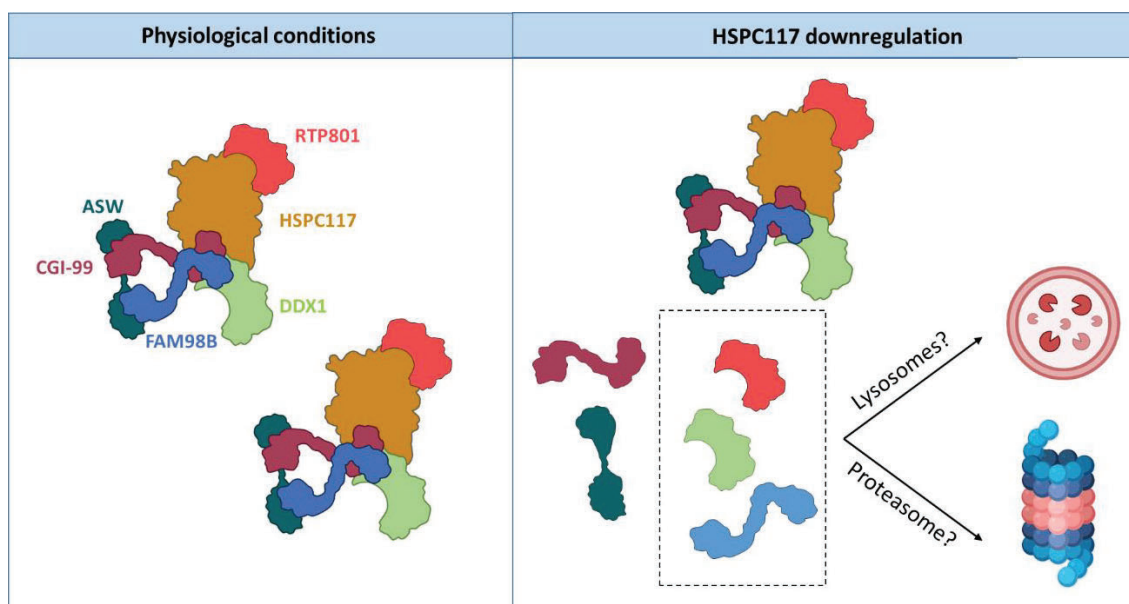 Physiological conditions
HSPC117 downregulation
RTP801
ASW
HSPC117
CGI-99
DDX1
FAM98B
Lysosomes?
Proteasome?